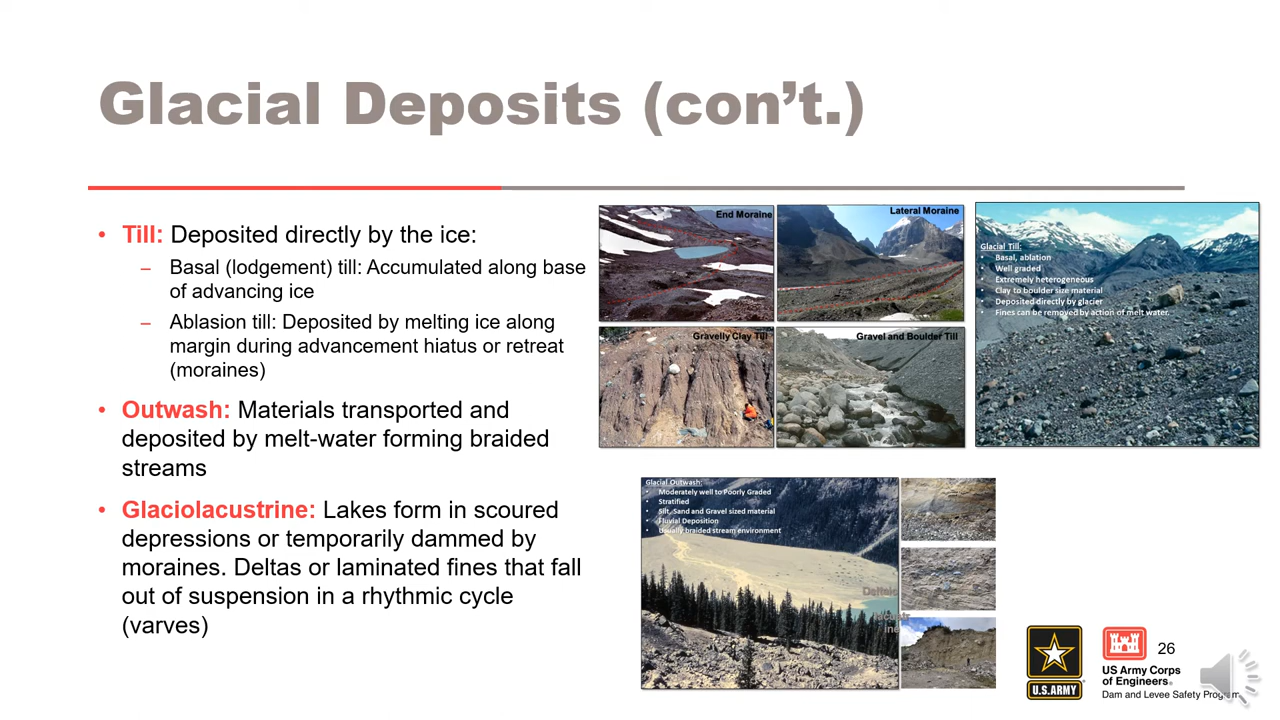 Glacial Deposits (con’t.)
• Till: Deposited directly by the ice:
– Basal (lodgement) till: Accumulated along base
of advancing ice
– Ablasion till: Deposited by melting ice along
margin during advancement hiatus or retreat
(moraines)
• Outwash: Materials transported and
deposited by melt-water forming braided
streams
• Glaciolacustrine: Lakes form in scoured
depressions or temporarily dammed by
moraines. Deltas or laminated fines that fall
out of suspension in a rhythmic cycle
(varves)
End Moraine
Lateral Moraine
Gravelly Clay Till
Gravel and Boulder Till
Glacial Till:
• Basal, ablation
• Well graded
• Extremely heterogeneous
• Clay to boulder size material
• Deposited directly by glacier
• Fines can be removed by action of melt water.
Glacial Outwash:
• Moderately well to Poorly Graded
• Stratified
• Silt, Sand and Gravel sized material
• Fluvial Deposition
• Usually braided stream environment
U.S.ARMY
US Army Corps
of Engineers®
Dam and Levee Safety Program
26